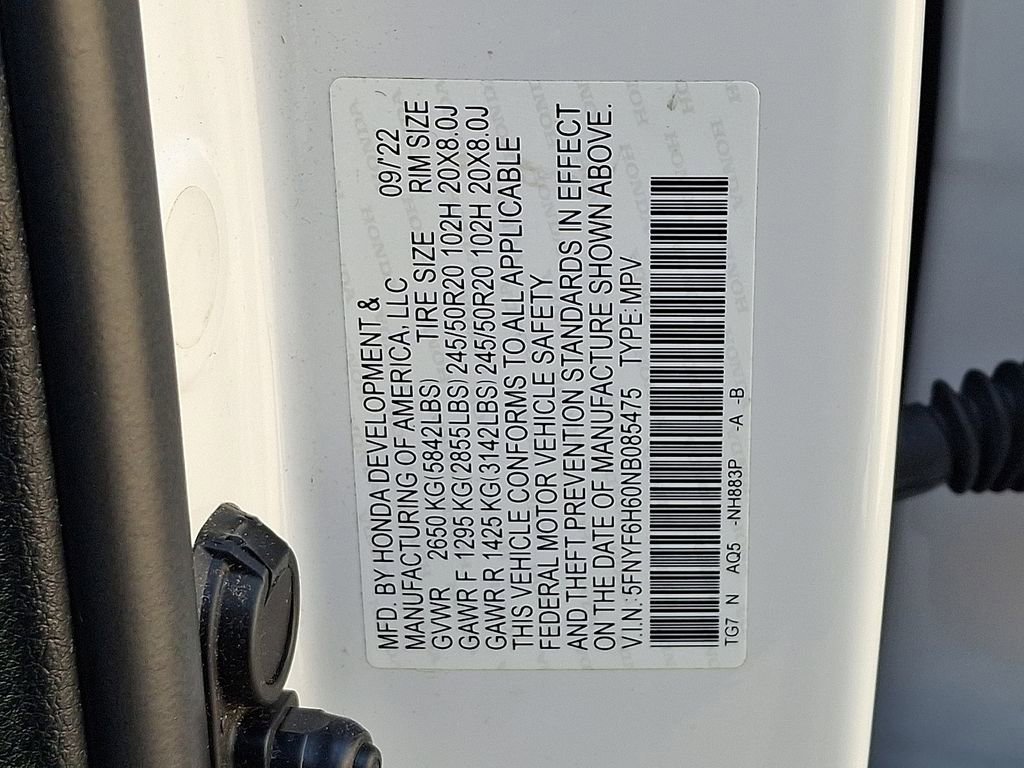 MFD. BY HONDA DEVELOPMENT &
MANUFACTURING OF AMERICA, LLC 09/'22
GVWR 2650 KG(5842LBS) TIRE SIZE RIM SIZE
GAWR F 1295 KG(2855LBS) 245/50R20 102H 20X8.0J
GAWR R 1425 KG(3142LBS) 245/50R20 102H 20X8.0J
THIS VEHICLE CONFORMS TO ALL APPLICABLE
FEDERAL MOTOR VEHICLE SAFETY
AND THEFT PREVENTION STANDARDS IN EFFECT
ON THE DATE OF MANUFACTURE SHOWN ABOVE.
V.I.N.:5FNYF6H60NB085475 TYPE:MPV
TG7 N AQ5 -NH883P -A -B